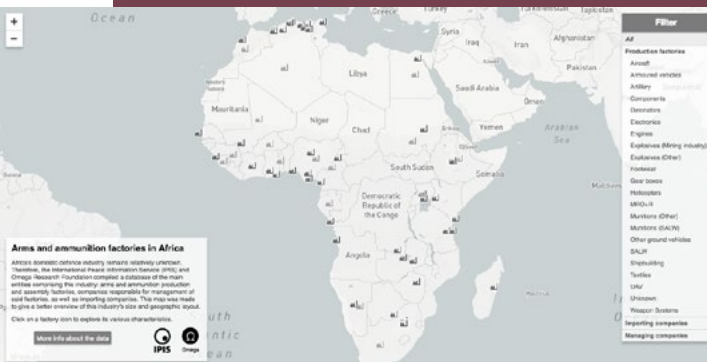 Ocean
+
−
Greece
Turkey
Turkmenistan
Tajikistan
Syria
Afghanistan
Iraq
Iran
Pakistan
Libya
Saudi Arabia
Oman
Mauritania
Niger
Chad
Eritrea
Yemen
Arabian
Sea
South Sudan
Somalia
Maldives
Democratic
Republic of
the Congo
Angola
South
Atlantic
Ocean
Arms and ammunition factories in Africa
Africa's domestic defence industry remains relatively unknown.
Therefore, the International Peace Information Service (IPIS) and
Omega Research Foundation compiled a database of the main
entities comprising this industry: arms and ammunition production
and assembly factories, companies responsible for management of
said factories, as well as importing companies. This map was made
to give a better overview of this industry's size and geographic layout.
Click on a factory icon to explore its various characteristics.
More info about the data
IPIS
Omega
Filter
All
Production factories
Aircraft
Armoured vehicles
Artillery
Components
Detonators
Electronics
Engines
Explosives (Mining industry)
Explosives (Other)
Footwear
Gear boxes
Helicopters
MRO+R
Munitions (Other)
Munitions (SALW)
Other ground vehicles
SALW
Shipbuilding
Textiles
UAV
Unknown
Weapon Systems
Importing companies
Managing companies